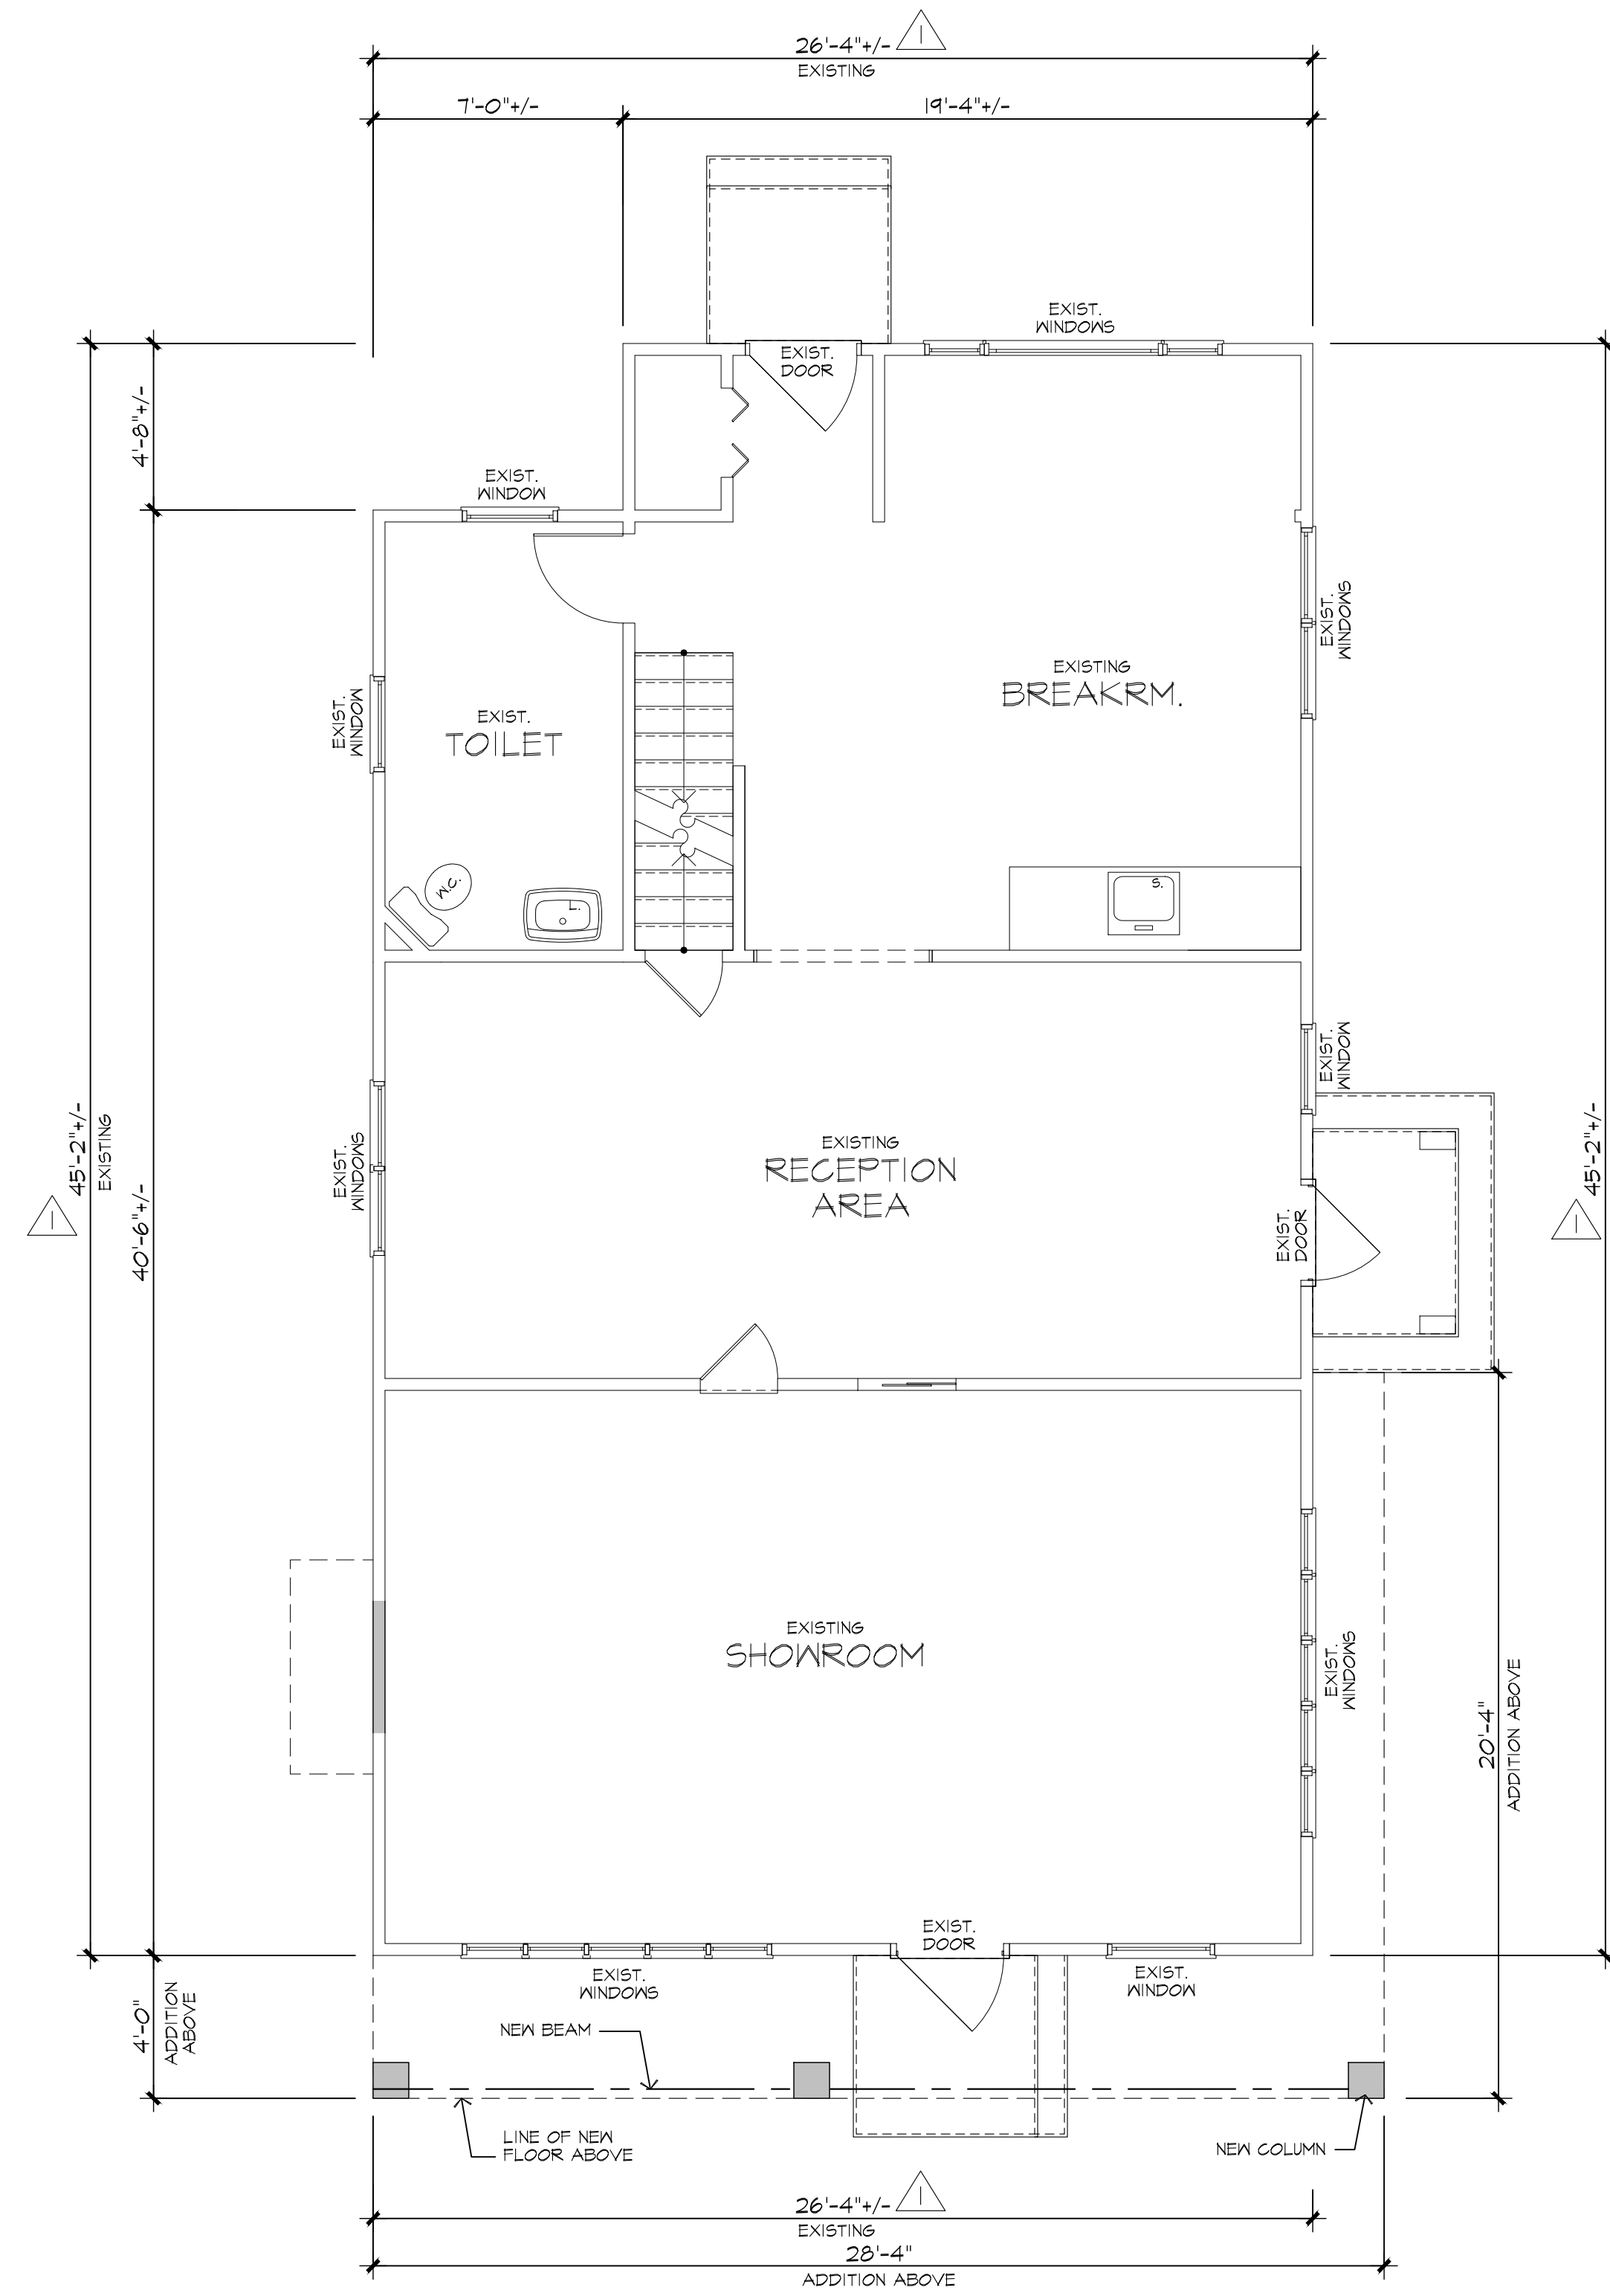 26'-4"+/-
1
EXISTING
7'-0"+/-
19'-4"+/-
EXIST.
WINDOWS
EXIST.
DOOR
4'-8"+/-
EXIST.
WINDOW
EXIST.
WINDOWS
EXISTING
BREAKRM.
EXIST.
WINDOW
EXIST.
TOILET
W.C.
L.
S.
EXIST.
WINDOW
45'-2"+/-
EXISTING
1
40'-6"+/-
EXIST.
WINDOWS
EXISTING
RECEPTION
AREA
EXIST.
DOOR
45'-2"+/-
1
EXISTING
SHOWROOM
EXIST.
WINDOWS
20'-4"
ADDITION ABOVE
EXIST.
DOOR
EXIST.
WINDOWS
EXIST.
WINDOW
4'-0"
ADDITION
ABOVE
NEW BEAM
LINE OF NEW
FLOOR ABOVE
NEW COLUMN
26'-4"+/-
1
EXISTING
28'-4"
ADDITION ABOVE